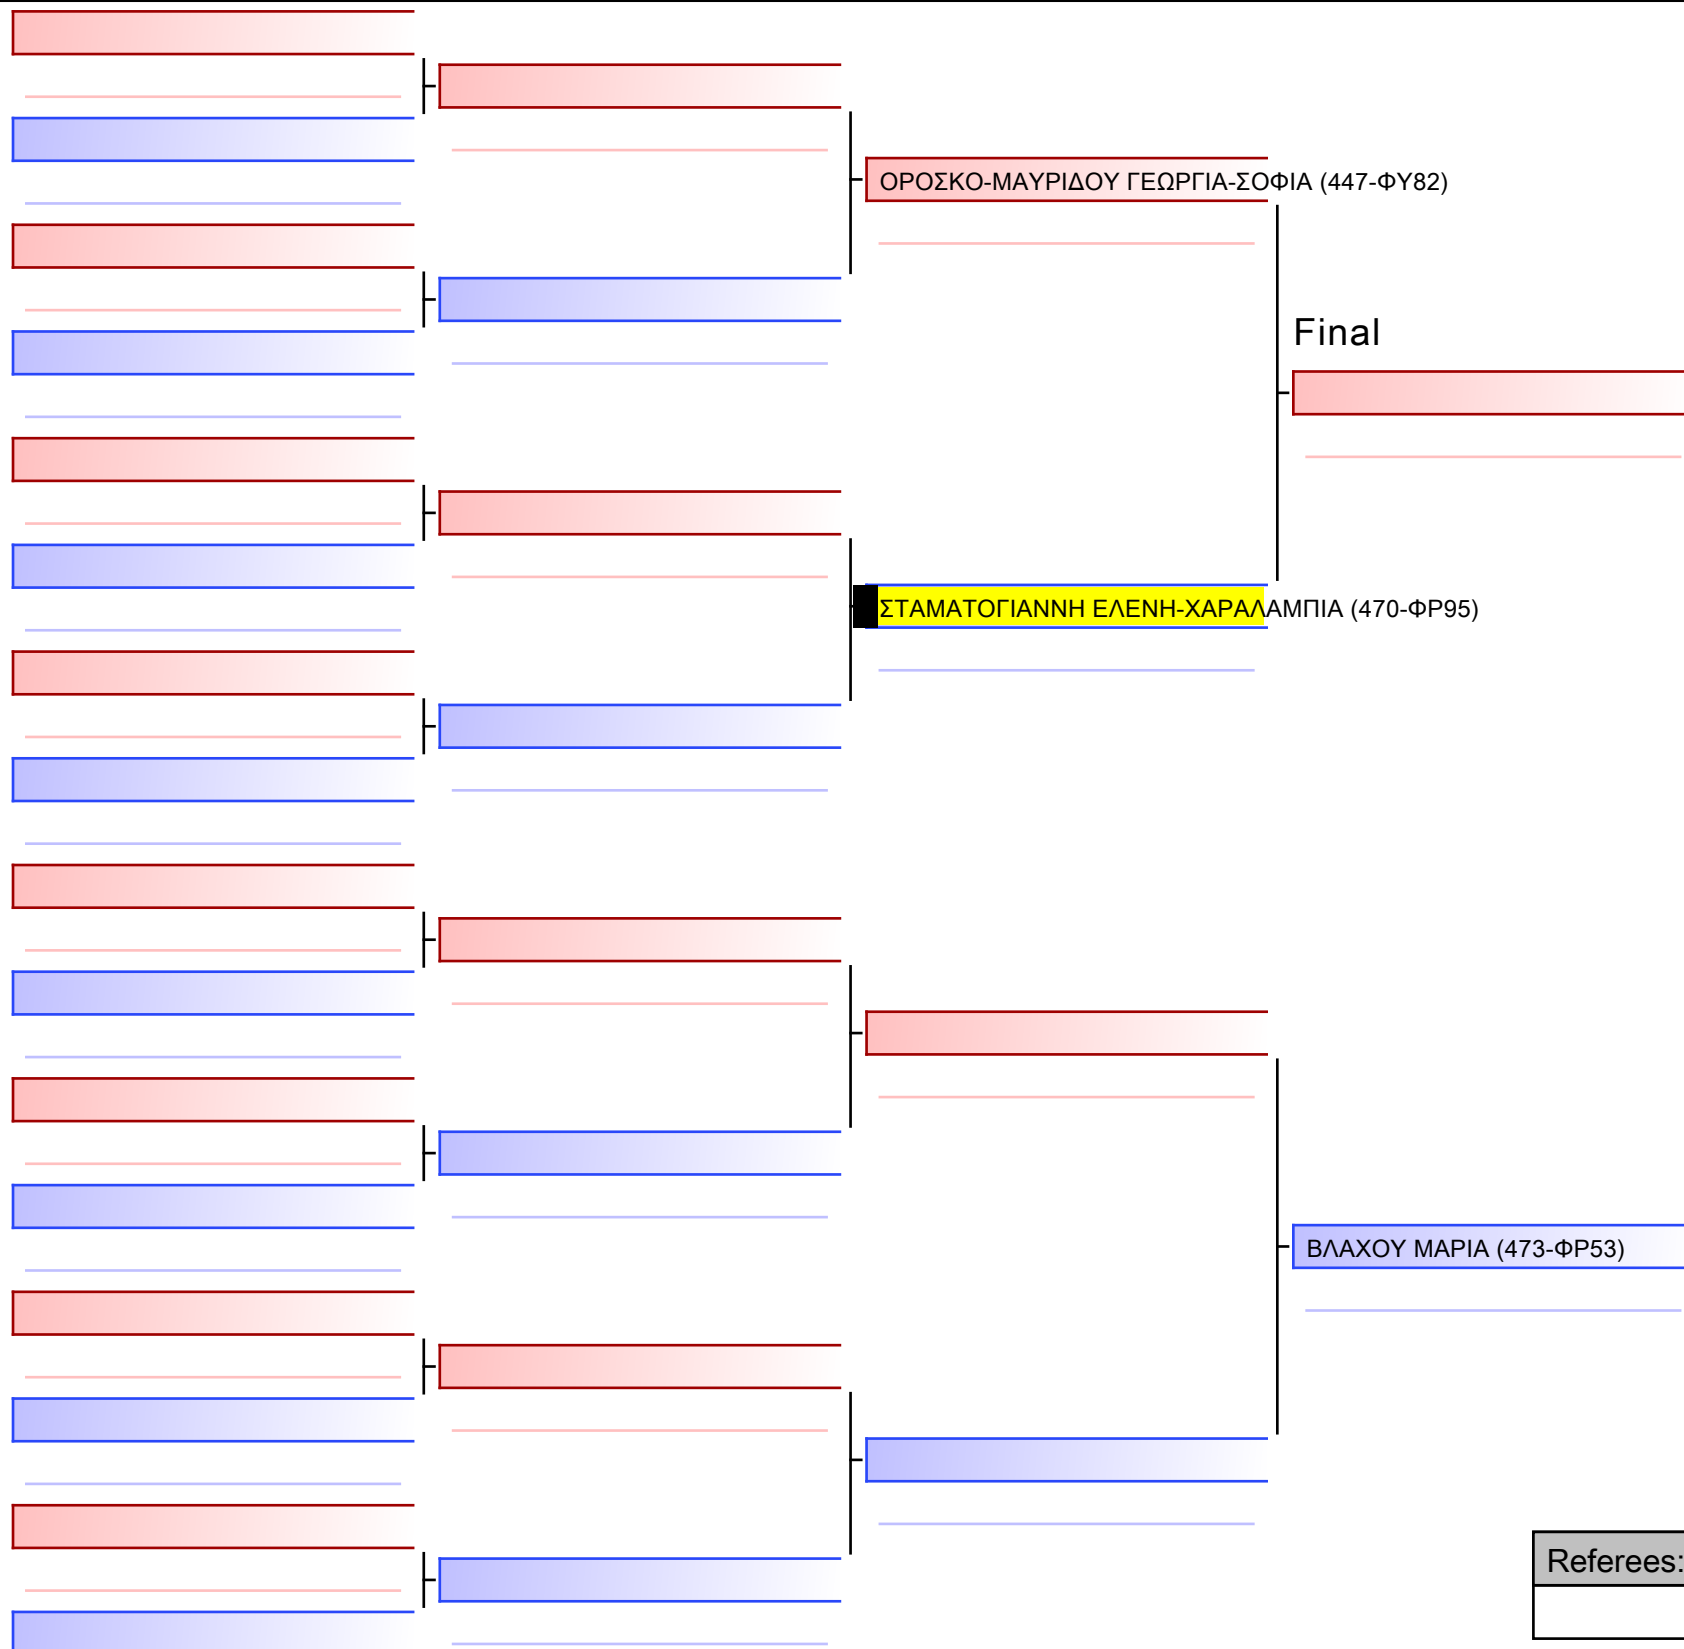 ΟΡΟΣΚΟ-ΜΑΥΡΙΔΟΥ ΓΕΩΡΓΙΑ-ΣΟΦΙΑ (447-ΦΥ82)
Final
ΣΤΑΜΑΤΟΓΙΑΝΝΗ ΕΛΕΝΗ-ΧΑΡΑΛΑΜΠΙΑ (470-ΦΡ95)
ΒΛΑΧΟΥ ΜΑΡΙΑ (473-ΦΡ53)
Referees: